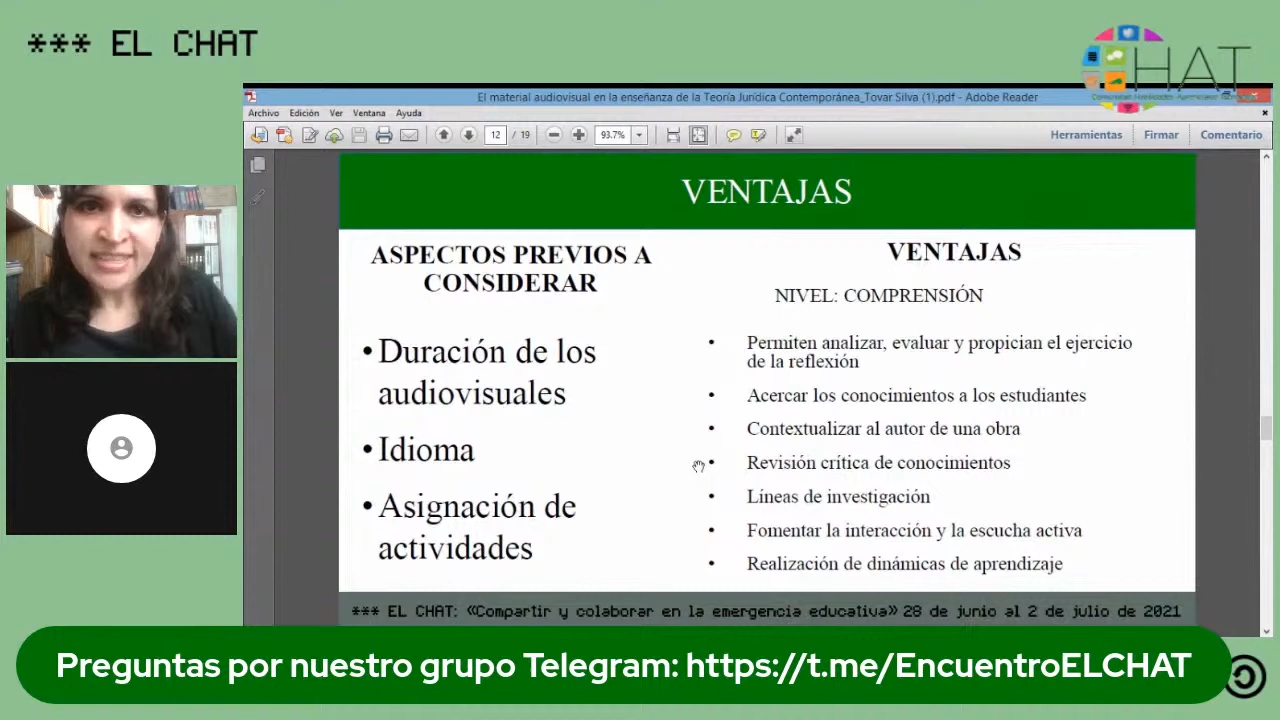 *** EL CHAT
HAT
El material audiovisual en la enseñanza de la Teoría Jurídica Contemporánea_Tovar Silva (1).pdf - Adobe Reader
Archivo Edición Ver Ventana Ayuda
12 / 19 93.7% Herramientas Firmar Comentario
VENTAJAS
ASPECTOS PREVIOS A
CONSIDERAR
• Duración de los
audiovisuales
• Idioma
• Asignación de
actividades
VENTAJAS
NIVEL: COMPRENSIÓN
• Permiten analizar, evaluar y propician el ejercicio
de la reflexión
• Acercar los conocimientos a los estudiantes
• Contextualizar al autor de una obra
• Revisión crítica de conocimientos
• Líneas de investigación
• Fomentar la interacción y la escucha activa
• Realización de dinámicas de aprendizaje
*** EL CHAT: «Compartir y colaborar en la emergencia educativa» 28 de junio al 2 de julio de 2021
Preguntas por nuestro grupo Telegram: https://t.me/EncuentroELCHAT